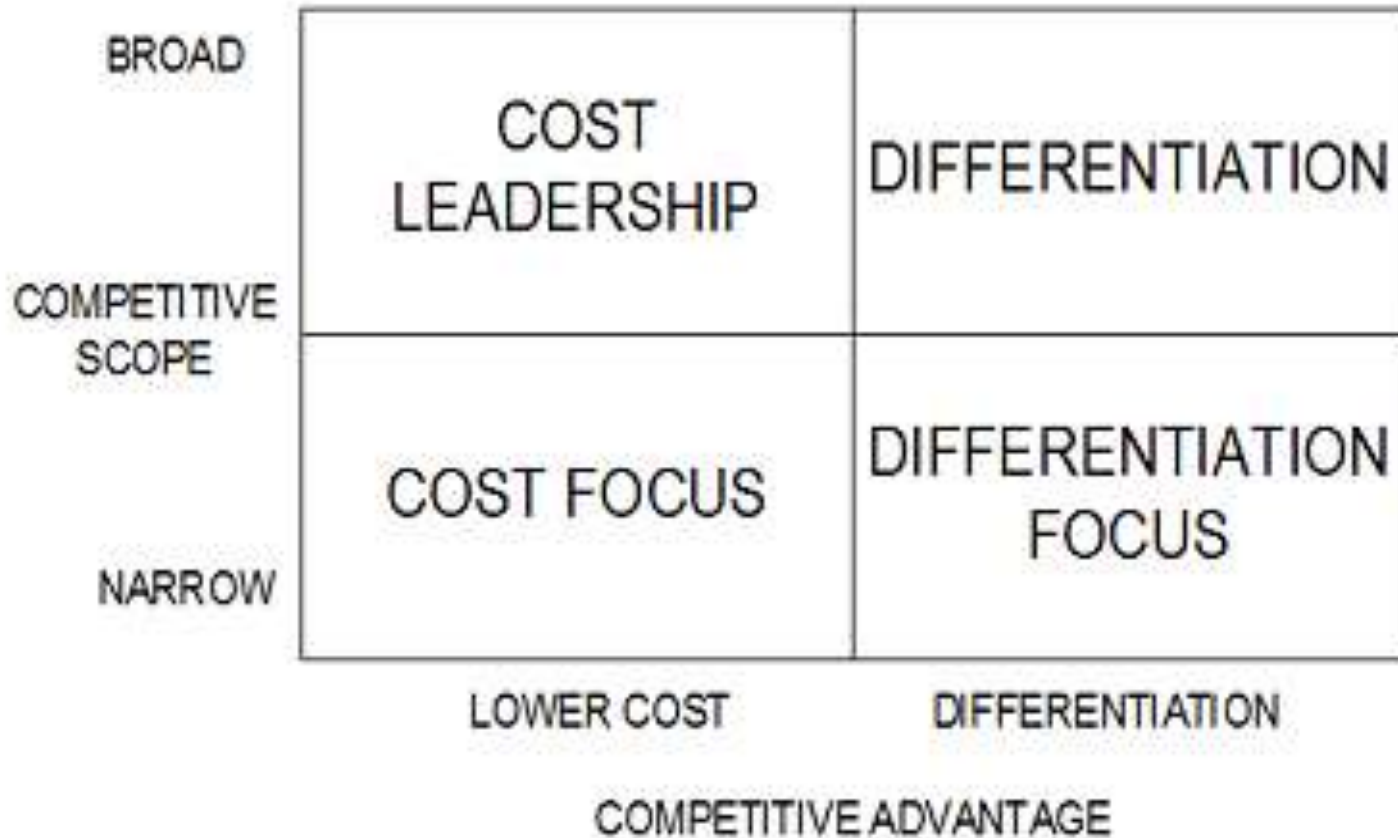 BROAD
COST
LEADERSHIP
DIFFERENTIATION
COMPETITIVE
SCOPE
COST FOCUS
DIFFERENTIATION
FOCUS
NARROW
LOWER COST
DIFFERENTIATION
COMPETITIVE ADVANTAGE